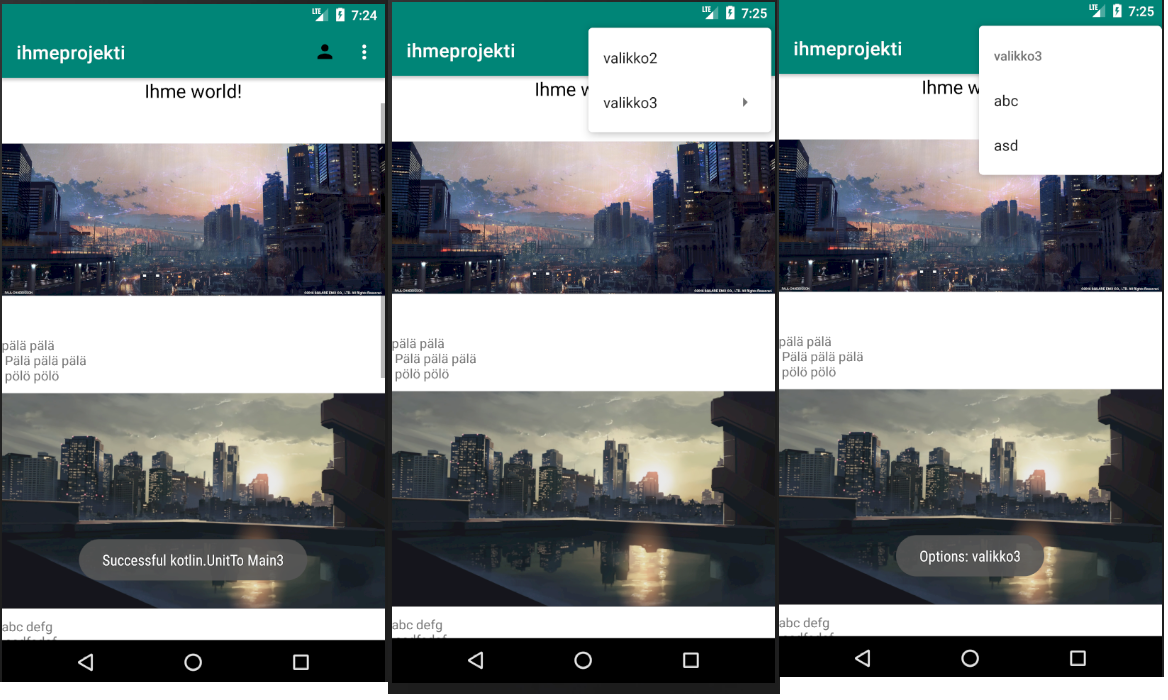 LTE 7:24
ihmeprojekti
Ihme world!
pälä pälä
Pälä pälä pälä
pölö pölö
Successful kotlin.UnitTo Main3
abc defg
LTE 7:25
ihmeprojekti
valikko2
valikko3
Ihme w
pälä pälä
Pälä pälä pälä
pölö pölö
abc defg
LTE 7:25
ihmeprojekti
valikko3
abc
asd
Ihme w
pälä pälä
Pälä pälä pälä
pölö pölö
Options: valikko3
abc defg